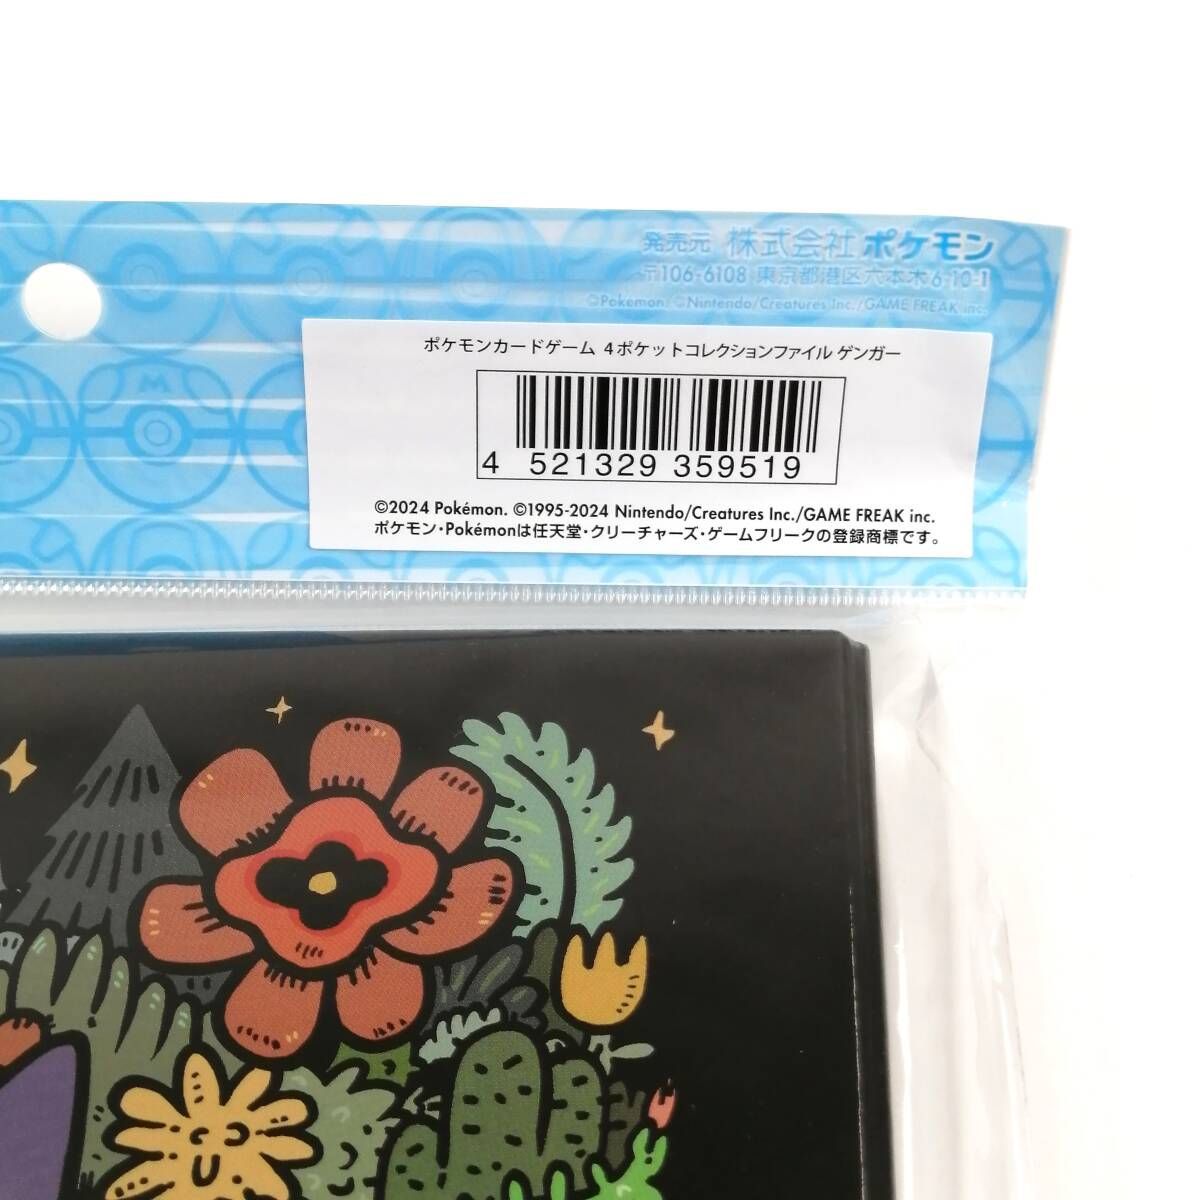 発売元 株式会社 ポケモン
〒106-6108 東京都港区六本木6-10-1
©Pokémon. ©Nintendo/Creatures Inc./GAME FREAK inc.
ポケモンカードゲーム 4ポケットコレクションファイル ゲンガー
4 521329 359519
©2024 Pokémon. ©1995-2024 Nintendo/Creatures Inc./GAME FREAK inc.
ポケモン・Pokémonは任天堂・クリーチャーズ・ゲームフリークの登録商標です。